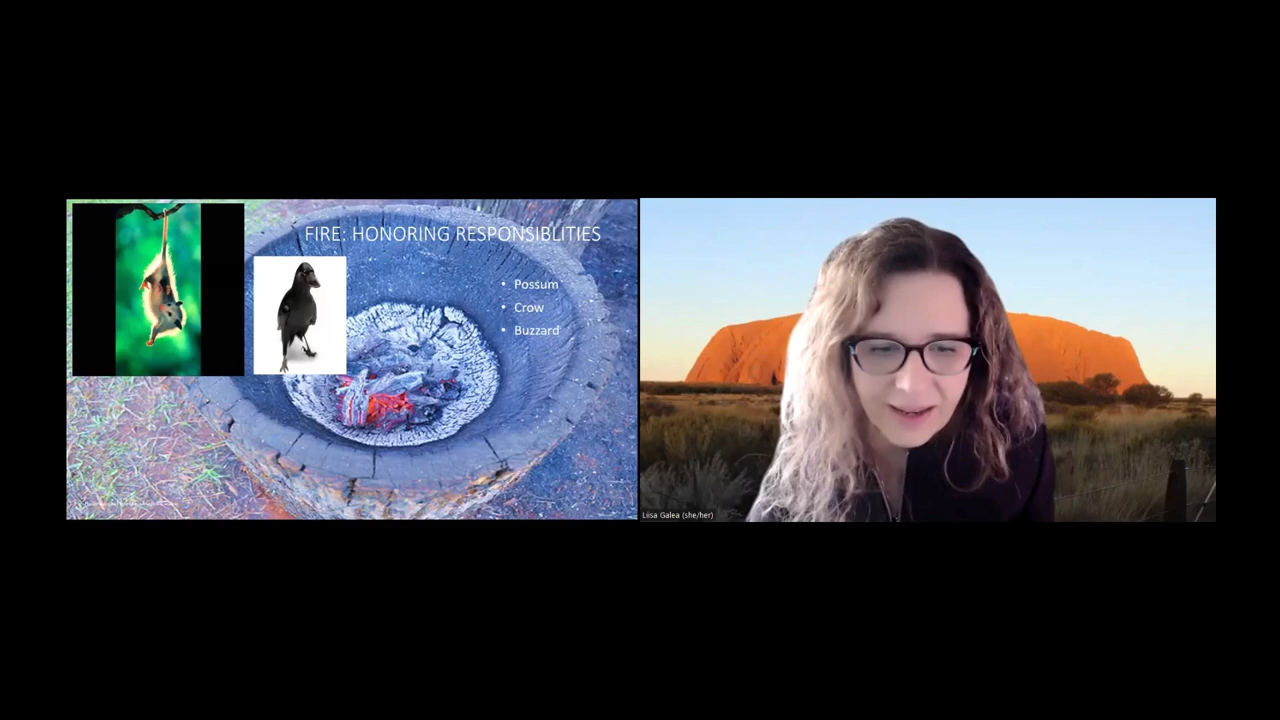 FIRE: HONORING RESPONSIBLITIES
• Possum
• Crow
• Buzzard
Liisa Galea (she/her)